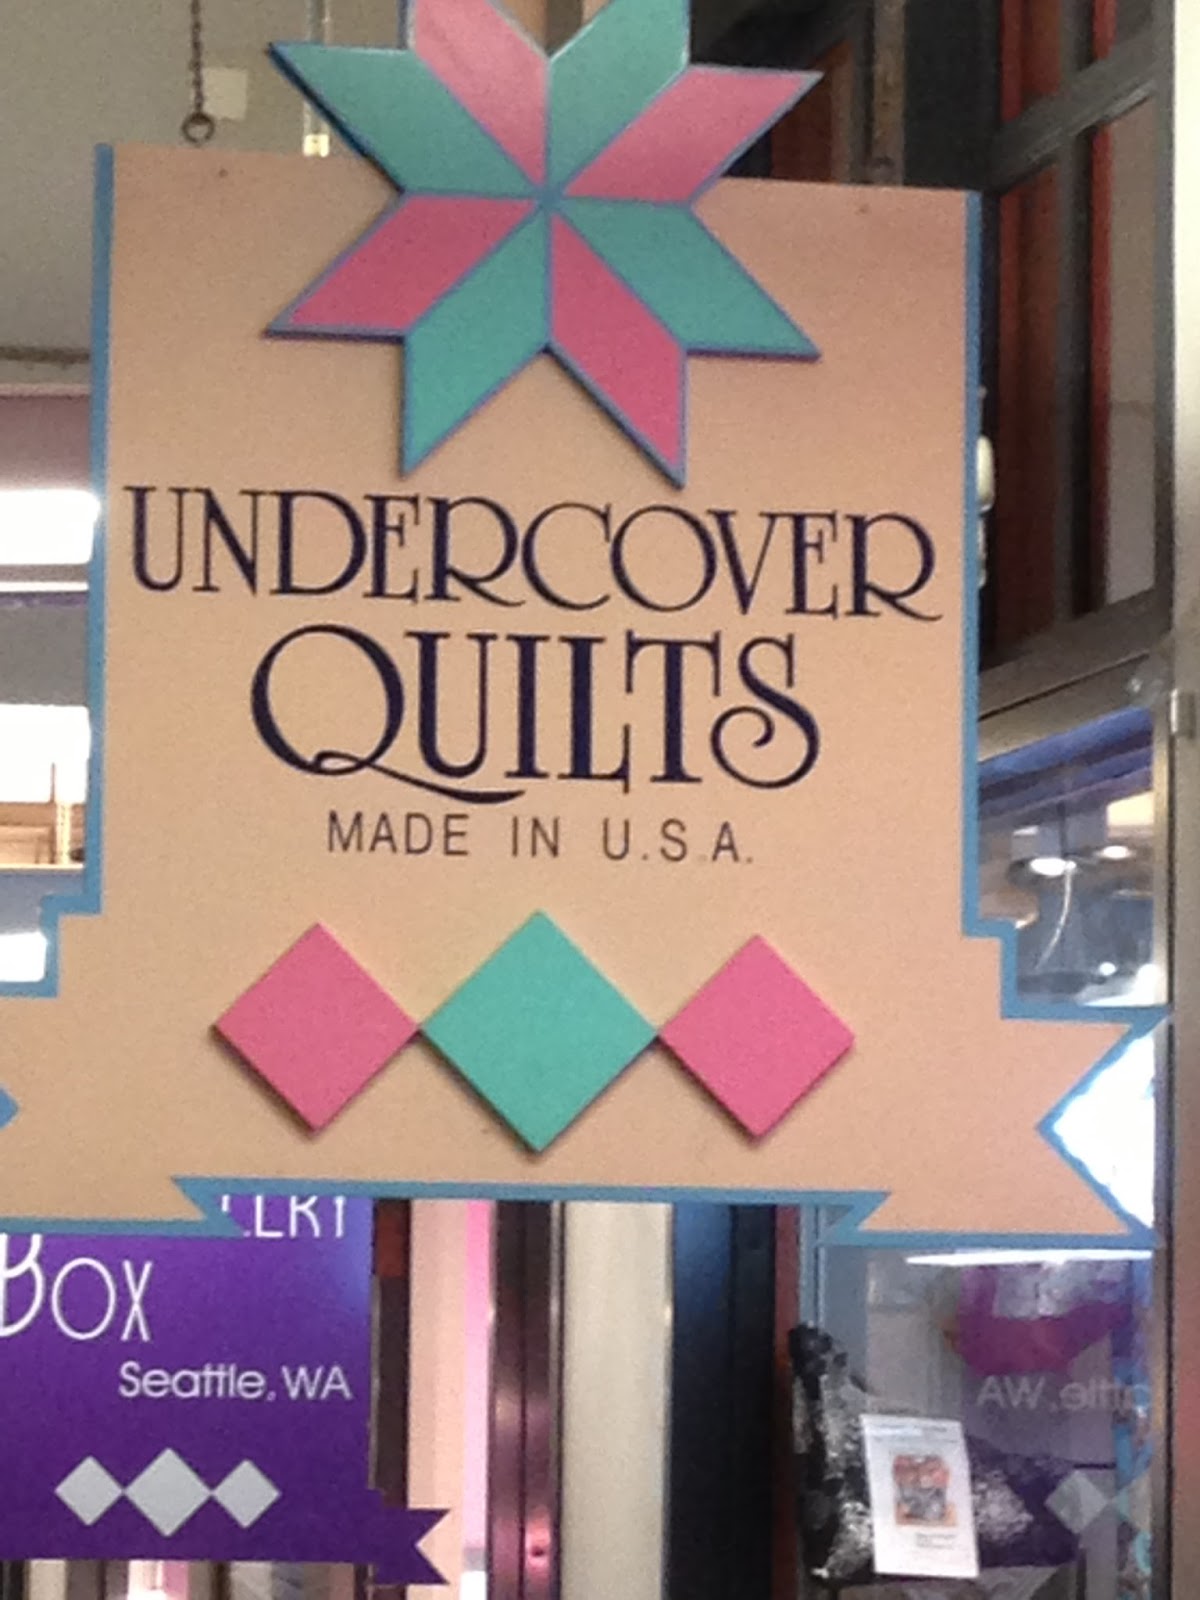 UNDERCOVER
QUILTS
MADE IN U.S.A.
BOX
Seattle, WA